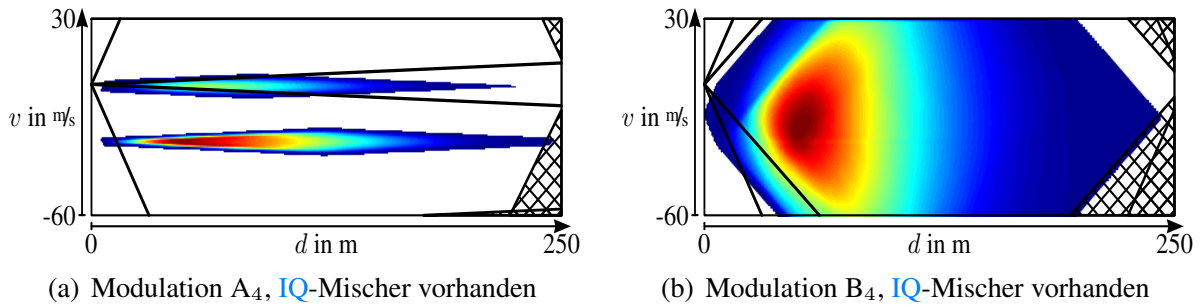 30
v in m/s
-60
0
d in m
250
(a) Modulation A₄, IQ-Mischer vorhanden
30
v in m/s
-60
0
d in m
250
(b) Modulation B₄, IQ-Mischer vorhanden